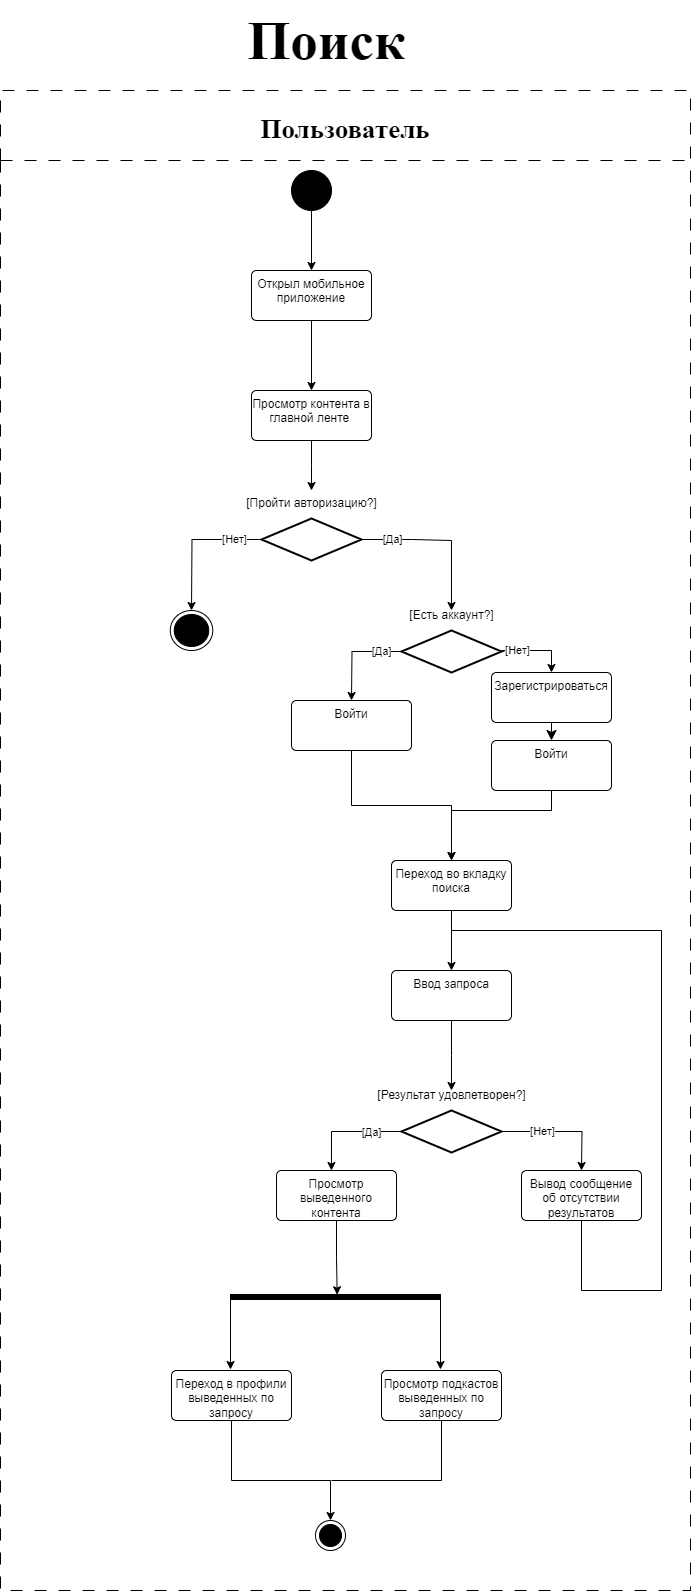 Поиск
Пользователь
Открыл мобильное
приложение
Просмотр контента в
главной ленте
[Пройти авторизацию?]
[Нет]
[Да]
[Есть аккаунт?]
[Да]
[Нет]
Зарегистрироваться
Войти
Войти
Переход во вкладку
поиска
Ввод запроса
[Результат удовлетворен?]
[Да]
[Нет]
Просмотр
выведенного
контента
Вывод сообщение
об отсутствии
результатов
Переход в профили
выведенных по
запросу
Просмотр подкастов
выведенных по
запросу